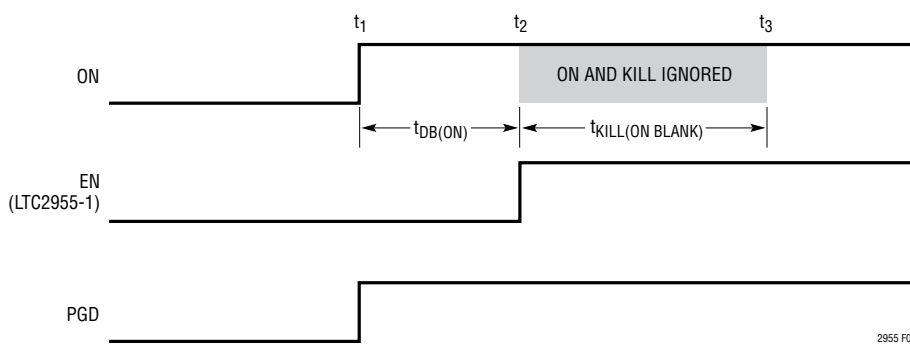 t1 t2 t3
ON
ON AND KILL IGNORED
tDB(ON)
tKILL(ON BLANK)
EN
(LTC2955-1)
PGD
2955 F0